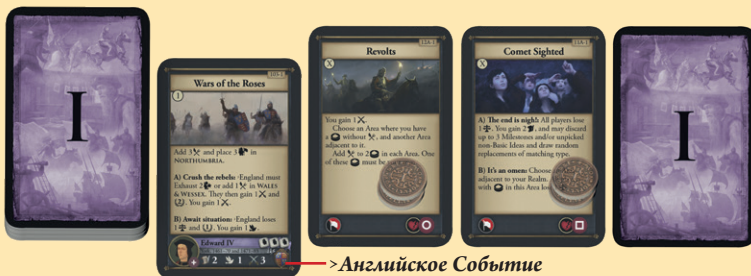 I
101-1
Wars of the Roses
1
Add 3 and place 3 in
NORTHUMBRIA.
A) Crush the rebels: England must
Exhaust 2 or add 1 in WALES
& WESSEX. They then gain 1 and
. You gain 1
B) Await situation: England loses
1 and . You gain 1
Edward IV
2 1 3
Revolts
X
You gain 1
Choose an Area where you have
a without , and another Area
adjacent to it.
Add to 2 in each Area. One
of these must be
Comet Sighted
X
A) The end is nigh! All players lose
1 . You gain 2 , and may discard
up to 3 Milestones and/or unpicked
non-Basic Ideas and draw random
replacements of matching type.
B) It's an omen: Choose
adjacent to your Realm.
with in this Area
I
>Английское Событие